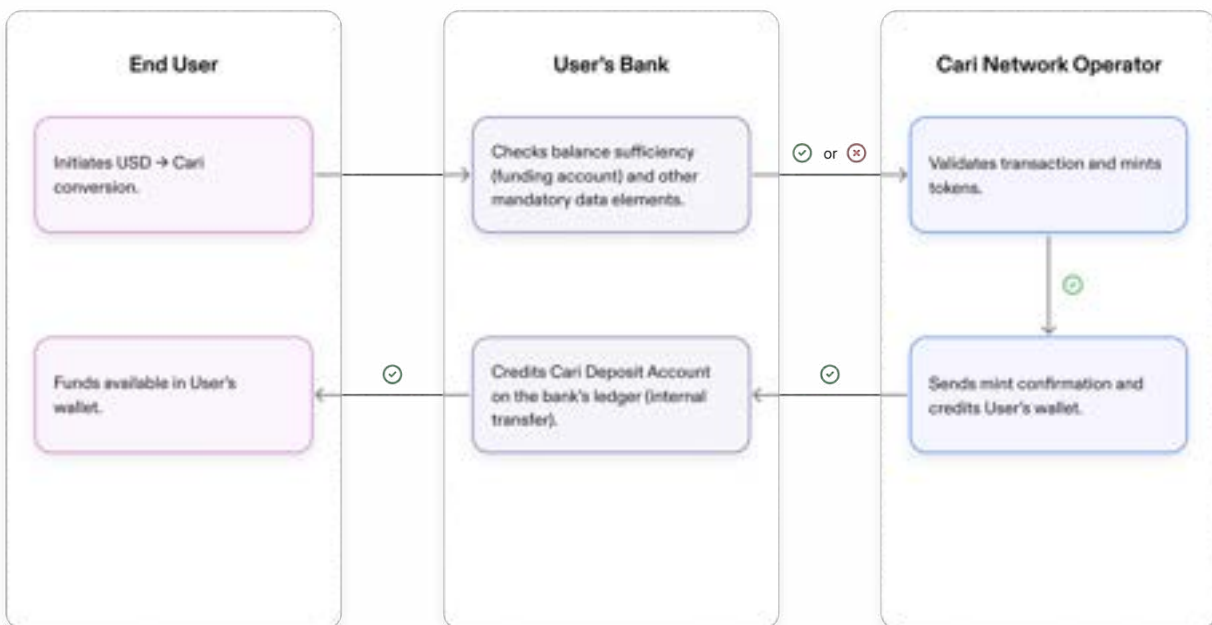 End User
User's Bank
Cari Network Operator
Initiates USD → Cari
conversion.
Checks balance sufficiency
(funding account) and other
mandatory data elements.
or
Validates transaction and mints
tokens.
Funds available in User's
wallet.
Credits Cari Deposit Account
on the bank's ledger (internal
transfer).
Sends mint confirmation and
credits User's wallet.